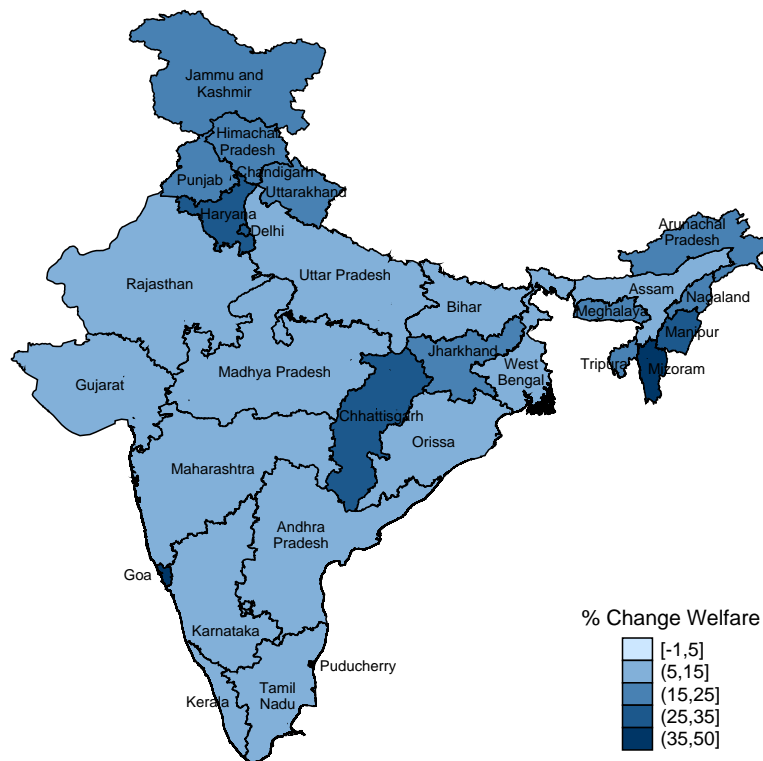 Jammu and
Kashmir
Himachal
Pradesh
Chandigarh
Punjab
Uttarakhand
Haryana
Delhi
Arunachal
Pradesh
Rajasthan
Uttar Pradesh
Assam
Nagaland
Bihar
Meghalaya
Manipur
Jharkhand
West
Bengal
Tripura
Mizoram
Gujarat
Madhya Pradesh
Chhattisgarh
Orissa
Maharashtra
Andhra
Pradesh
Goa
Karnataka
Puducherry
Kerala
Tamil
Nadu
% Change Welfare
[-1,5]
(5,15]
(15,25]
(25,35]
(35,50]